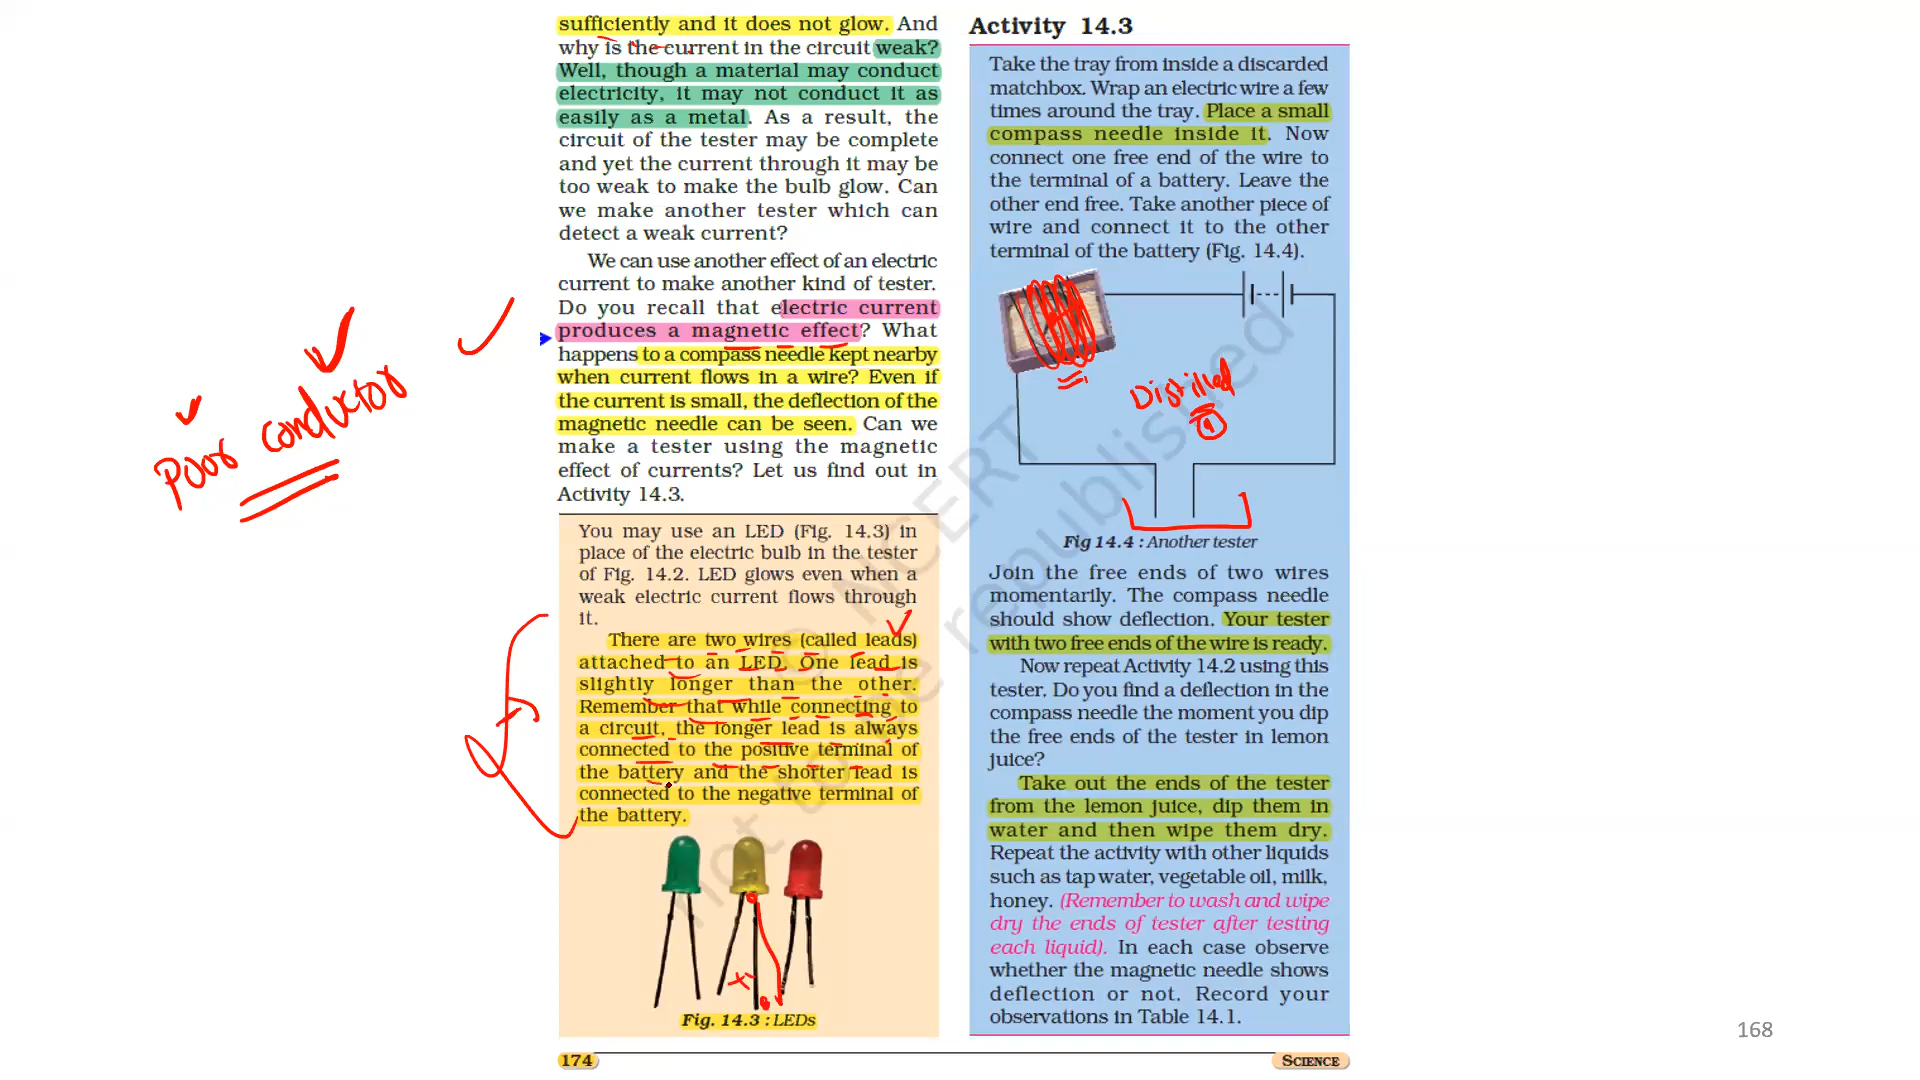 sufficiently and it does not glow. And
why is the current in the circuit weak?
Well, though a material may conduct
electricity, it may not conduct it as
easily as a metal. As a result, the
circuit of the tester may be complete
and yet the current through it may be
too weak to make the bulb glow. Can
we make another tester which can
detect a weak current?
We can use another effect of an electric
current to make another kind of tester.
Do you recall that electric current
produces a magnetic effect? What
happens to a compass needle kept nearby
when current flows in a wire? Even if
the current is small, the deflection of the
magnetic needle can be seen. Can we
make a tester using the magnetic
effect of currents? Let us find out in
Activity 14.3.
Poor conductor
You may use an LED (Fig. 14.3) in
place of the electric bulb in the tester
of Fig. 14.2. LED glows even when a
weak electric current flows through
it.
There are two wires (called leads)
attached to an LED. One lead is
slightly longer than the other.
Remember that while connecting to
a circuit, the longer lead is always
connected to the positive terminal of
the battery and the shorter lead is
connected to the negative terminal of
the battery.
Fig. 14.3 : LEDs
174
Activity 14.3
Take the tray from inside a discarded
matchbox. Wrap an electric wire a few
times around the tray. Place a small
compass needle inside it. Now
connect one free end of the wire to
the terminal of a battery. Leave the
other end free. Take another piece of
wire and connect it to the other
terminal of the battery (Fig. 14.4).
Distilled
Fig 14.4 : Another tester
Join the free ends of two wires
momentarily. The compass needle
should show deflection. Your tester
with two free ends of the wire is ready.
Now repeat Activity 14.2 using this
tester. Do you find a deflection in the
compass needle the moment you dip
the free ends of the tester in lemon
juice?
Take out the ends of the tester
from the lemon juice, dip them in
water and then wipe them dry.
Repeat the activity with other liquids
such as tap water, vegetable oil, milk,
honey. (Remember to wash and wipe
dry the ends of tester after testing
each liquid). In each case observe
whether the magnetic needle shows
deflection or not. Record your
observations in Table 14.1.
SCIENCE
© NCERT
not to be republished
168